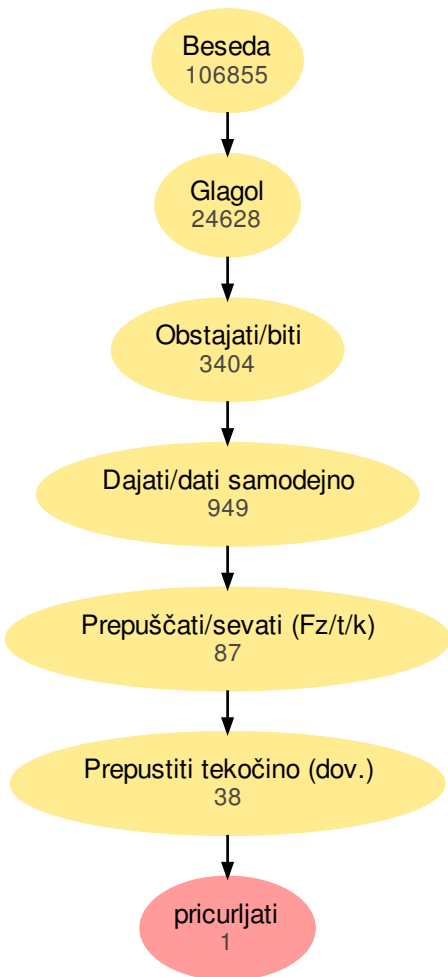 Beseda
106855
Glagol
24628
Obstajati/biti
3404
Dajati/dati samodejno
949
Prepuščati/sevati (Fz/t/k)
87
Prepustiti tekočino (dov.)
38
pricurljati
1